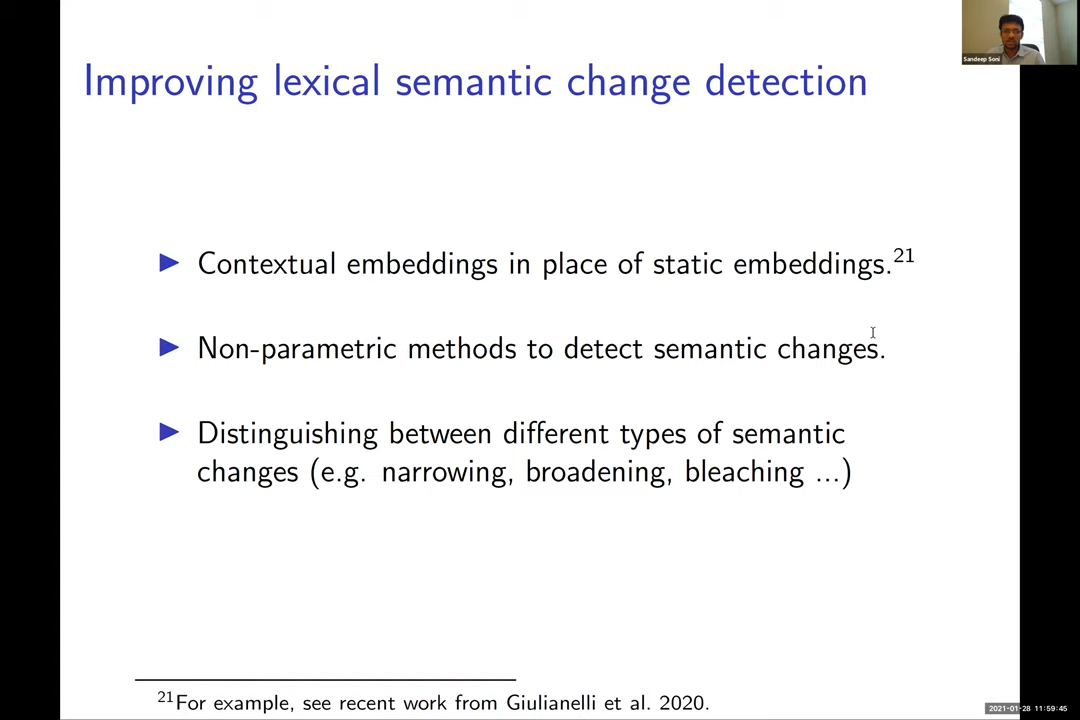 Sandeep Soni
Improving lexical semantic change detection
▶ Contextual embeddings in place of static embeddings.21
▶ Non-parametric methods to detect semantic changes.
▶ Distinguishing between different types of semantic
changes (e.g. narrowing, broadening, bleaching ...)
21For example, see recent work from Giulianelli et al. 2020.
2021-01-28 11:59:45